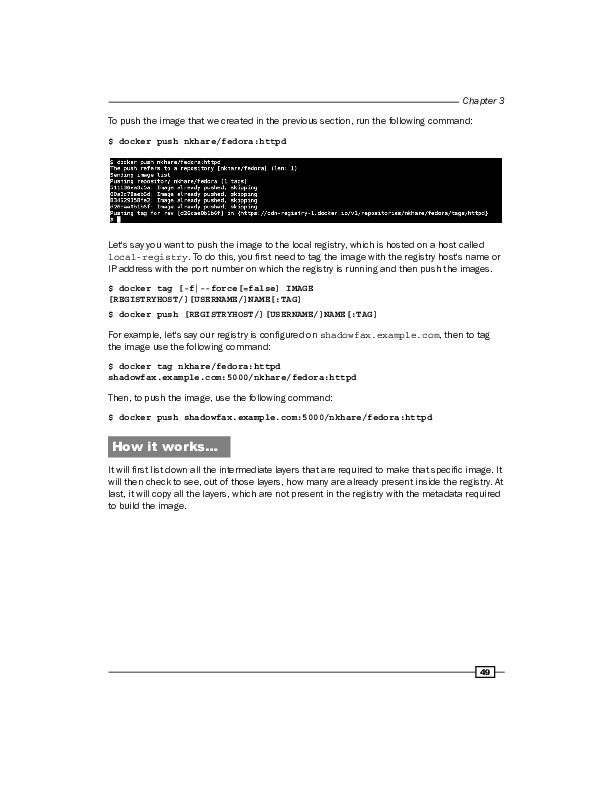 Chapter 3
To push the image that we created in the previous section, run the following command:
$ docker push nkhare/fedora:httpd
$ docker push nkhare/fedora:httpd
The push refers to a repository [nkhare/fedora] (len: 1)
Sending image list
Pushing repository nkhare/fedora (1 tags)
Image already pushed, skipping
Image already pushed, skipping
Image already pushed, skipping
Image already pushed, skipping
Pushing tag for rev [d26cae0b1b6f] on {https://cdn-registry-1.docker.io/v1/repositories/nkhare/fedora/tags/httpd}
$
Let's say you want to push the image to the local registry, which is hosted on a host called
local-registry. To do this, you first need to tag the image with the registry host's name or
IP address with the port number on which the registry is running and then push the images.
$ docker tag [-f|--force[=false] IMAGE
[REGISTRYHOST/][USERNAME/]NAME[:TAG]
$ docker push [REGISTRYHOST/][USERNAME/]NAME[:TAG]
For example, let's say our registry is configured on shadowfax.example.com, then to tag
the image use the following command:
$ docker tag nkhare/fedora:httpd
shadowfax.example.com:5000/nkhare/fedora:httpd
Then, to push the image, use the following command:
$ docker push shadowfax.example.com:5000/nkhare/fedora:httpd
How it works...
It will first list down all the intermediate layers that are required to make that specific image. It
will then check to see, out of those layers, how many are already present inside the registry. At
last, it will copy all the layers, which are not present in the registry with the metadata required
to build the image.
49